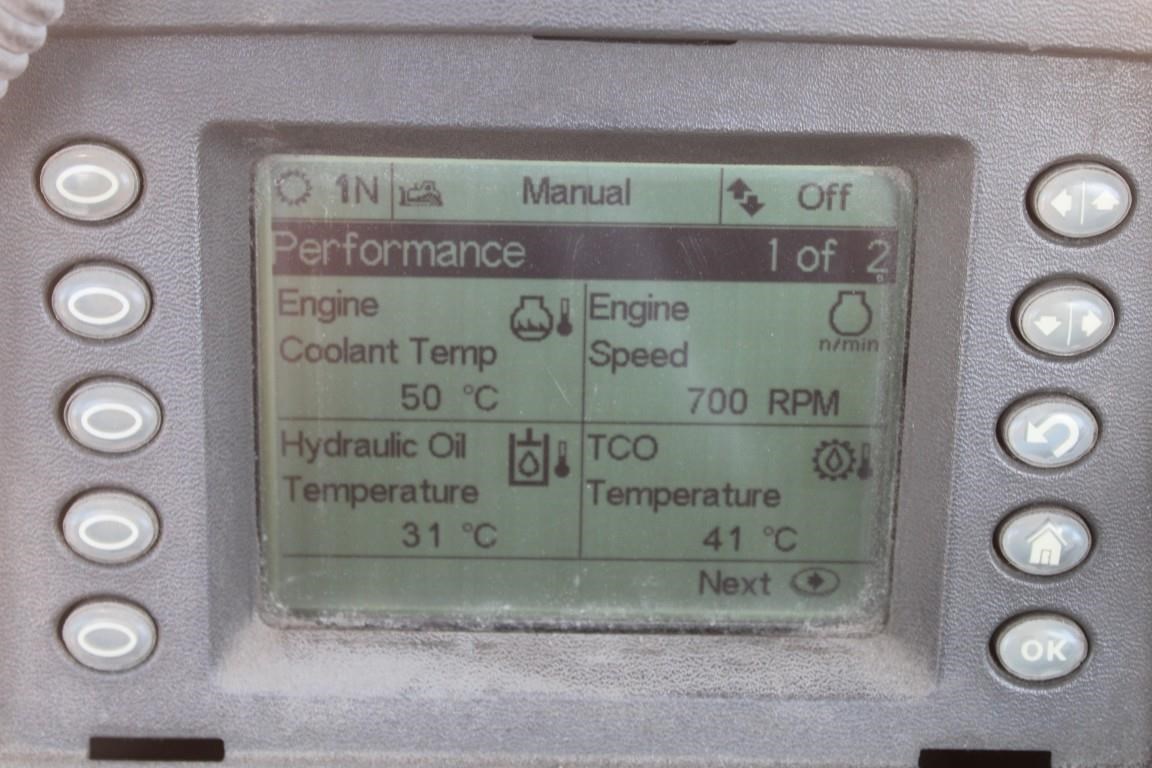 1N Manual Off
Performance 1 of 2
Engine
Coolant Temp
50 °C
Engine
Speed
n/min
700 RPM
Hydraulic Oil
Temperature
31 °C
TCO
Temperature
41 °C
Next
OK